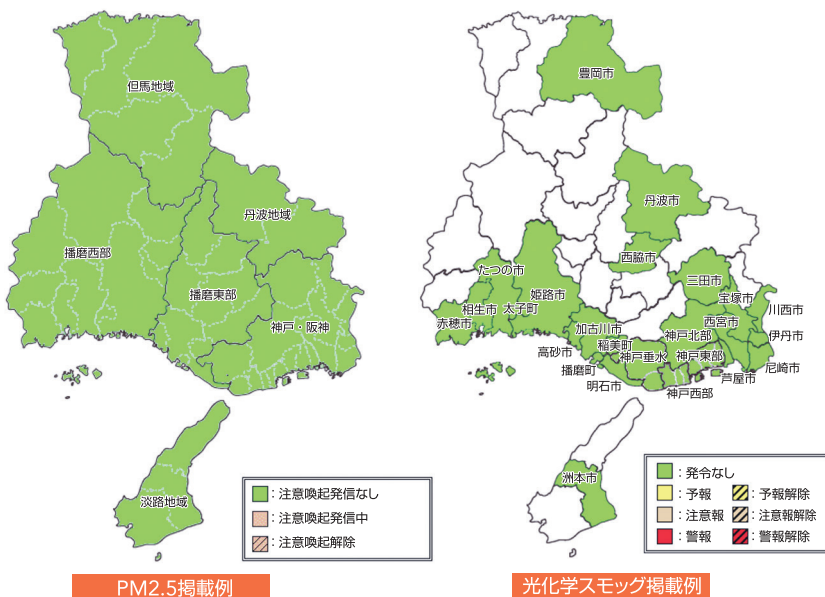 但馬地域
丹波地域
播磨西部
播磨東部
神戸・阪神
淡路地域
：注意喚起発信なし
：注意喚起発信中
：注意喚起解除
PM2.5掲載例
豊岡市
丹波市
西脇市
たつの市
三田市
宝塚市
川西市
姫路市
相生市
太子町
赤穂市
加古川市
西宮市
神戸北部
伊丹市
稲美町
高砂市
神戸垂水
神戸東部
尼崎市
播磨町
芦屋市
明石市
神戸西部
洲本市
：発令なし
：予報
：予報解除
：注意報
：注意報解除
：警報
：警報解除
光化学スモッグ掲載例